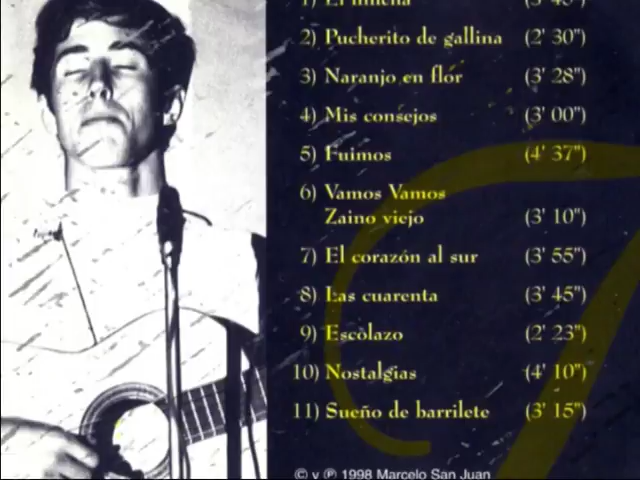 2) Pucherito de gallina (2' 30")
3) Naranjo en flor (3' 28")
4) Mis consejos (3' 00")
5) Fuimos (4' 37")
6) Vamos Vamos
Zaino viejo (3' 10")
7) El corazón al sur (3' 55")
8) Las cuarenta (3' 45")
9) Escolazo (2' 23")
10) Nostalgias (4' 10")
11) Sueño de barrilete (3' 15")
© y ℗ 1998 Marcelo San Juan